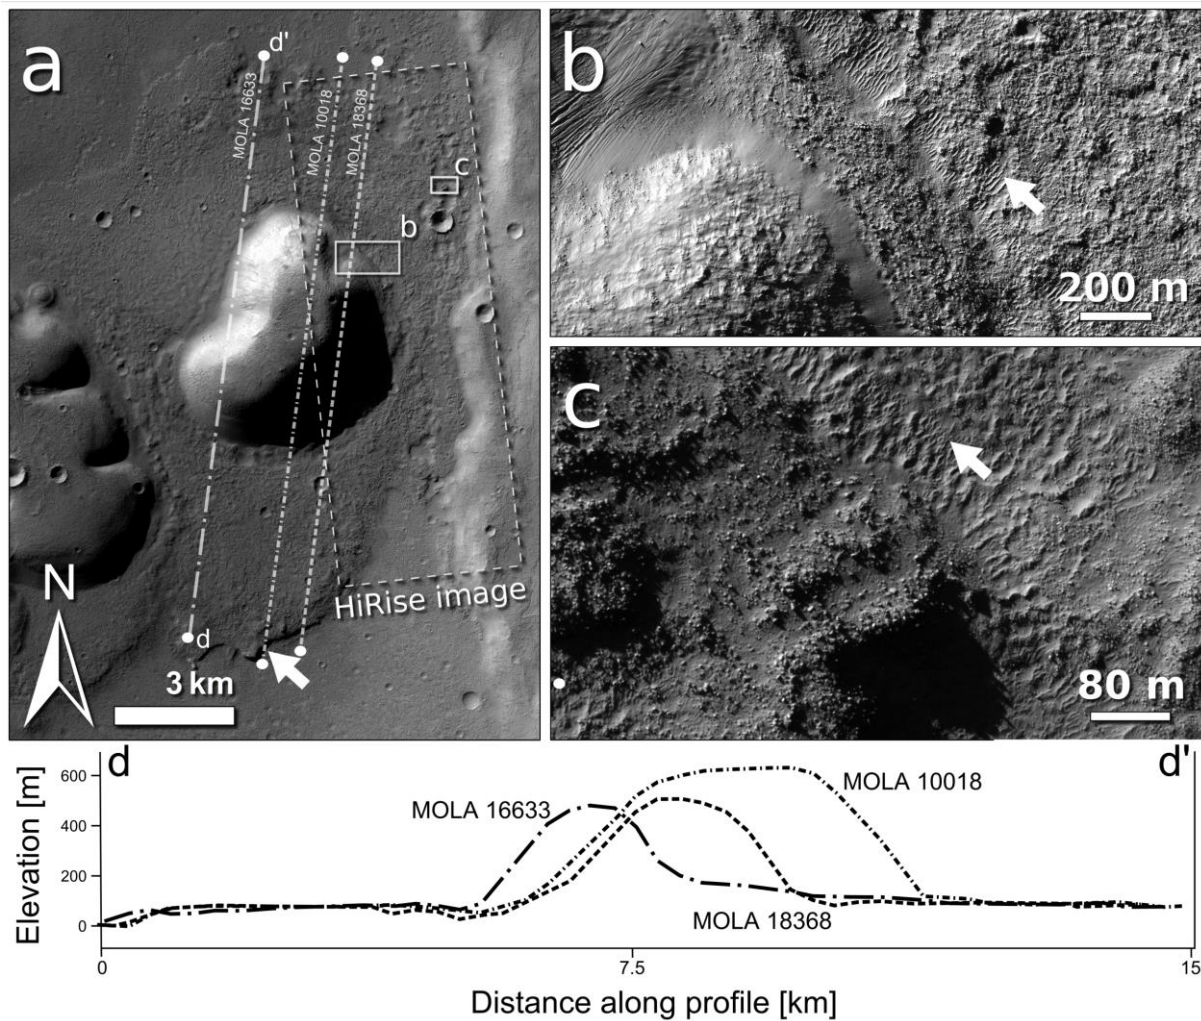 a
d'
MOLA 16633
MOLA 10018
MOLA 18368
c
b
HiRise image
d
N
3 km
b
200 m
c
80 m
d
d'
600
400
200
0
Elevation [m]
MOLA 16633
MOLA 10018
MOLA 18368
0
7.5
15
Distance along profile [km]